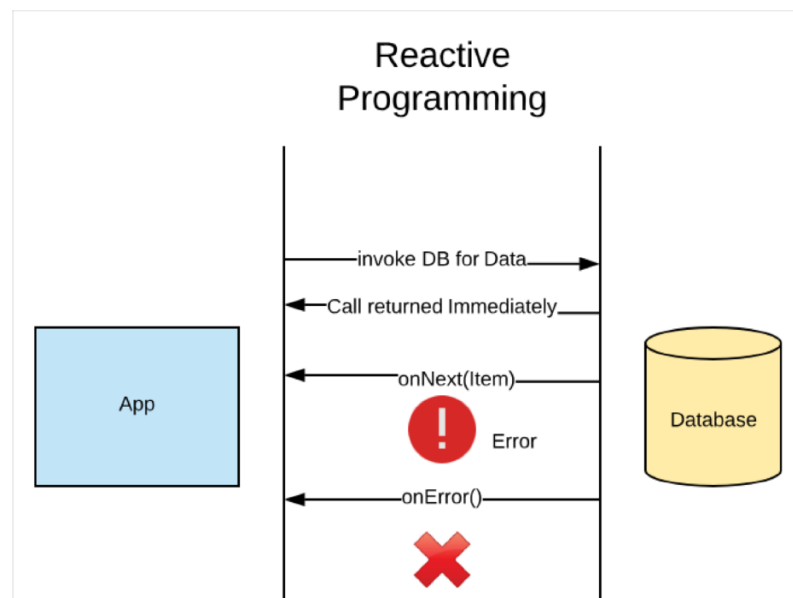 Reactive
Programming
invoke DB for Data
Call returned Immediately
onNext(Item)
App
Database
Error
onError()